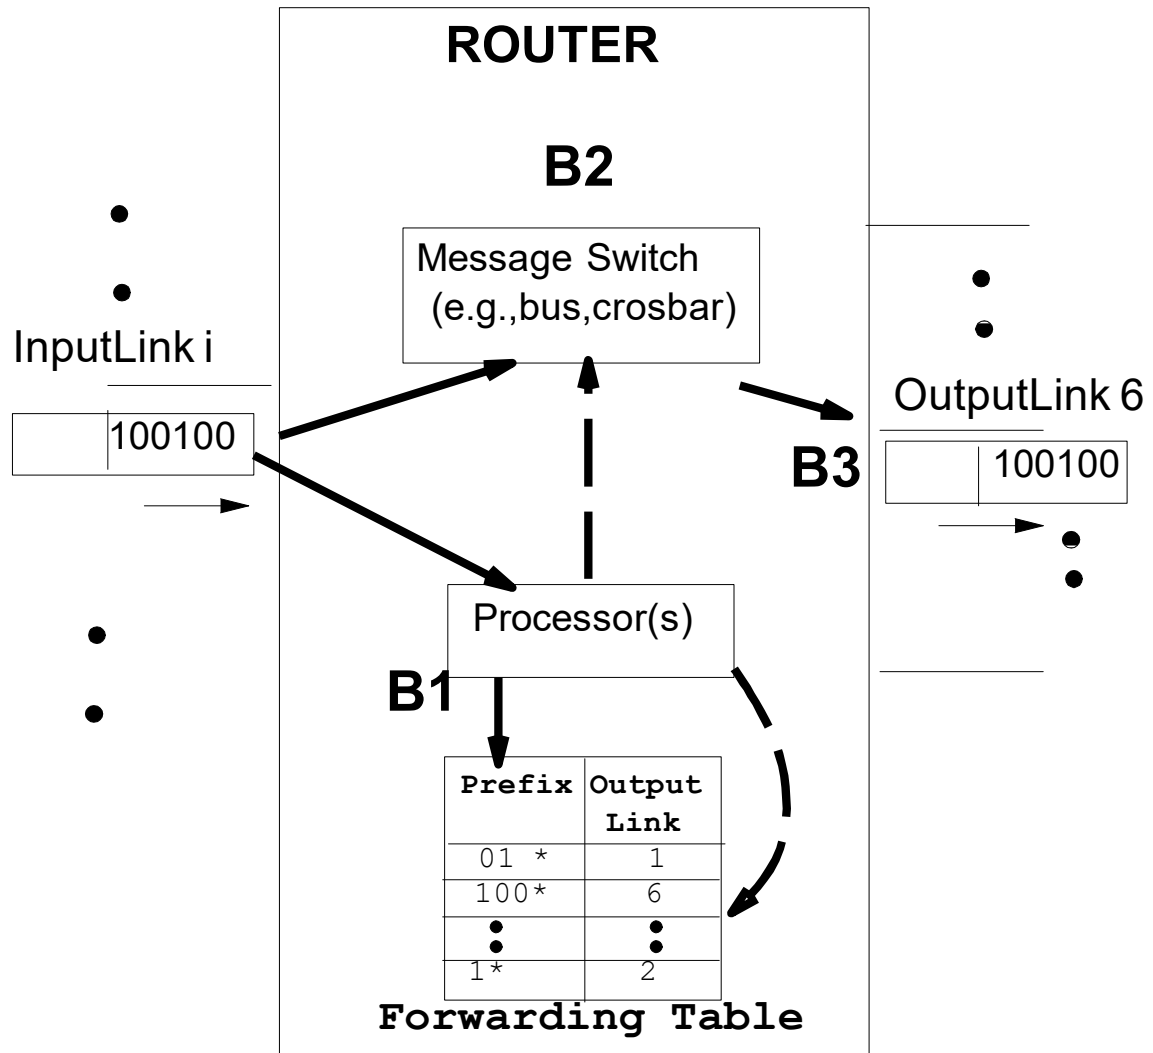 ROUTER
B2
Message Switch
(e.g.,bus,crosbar)
InputLink i
100100
OutputLink 6
B3
100100
Processor(s)
B1
Prefix Output
Link
01 * 1
100* 6
1* 2
Forwarding Table